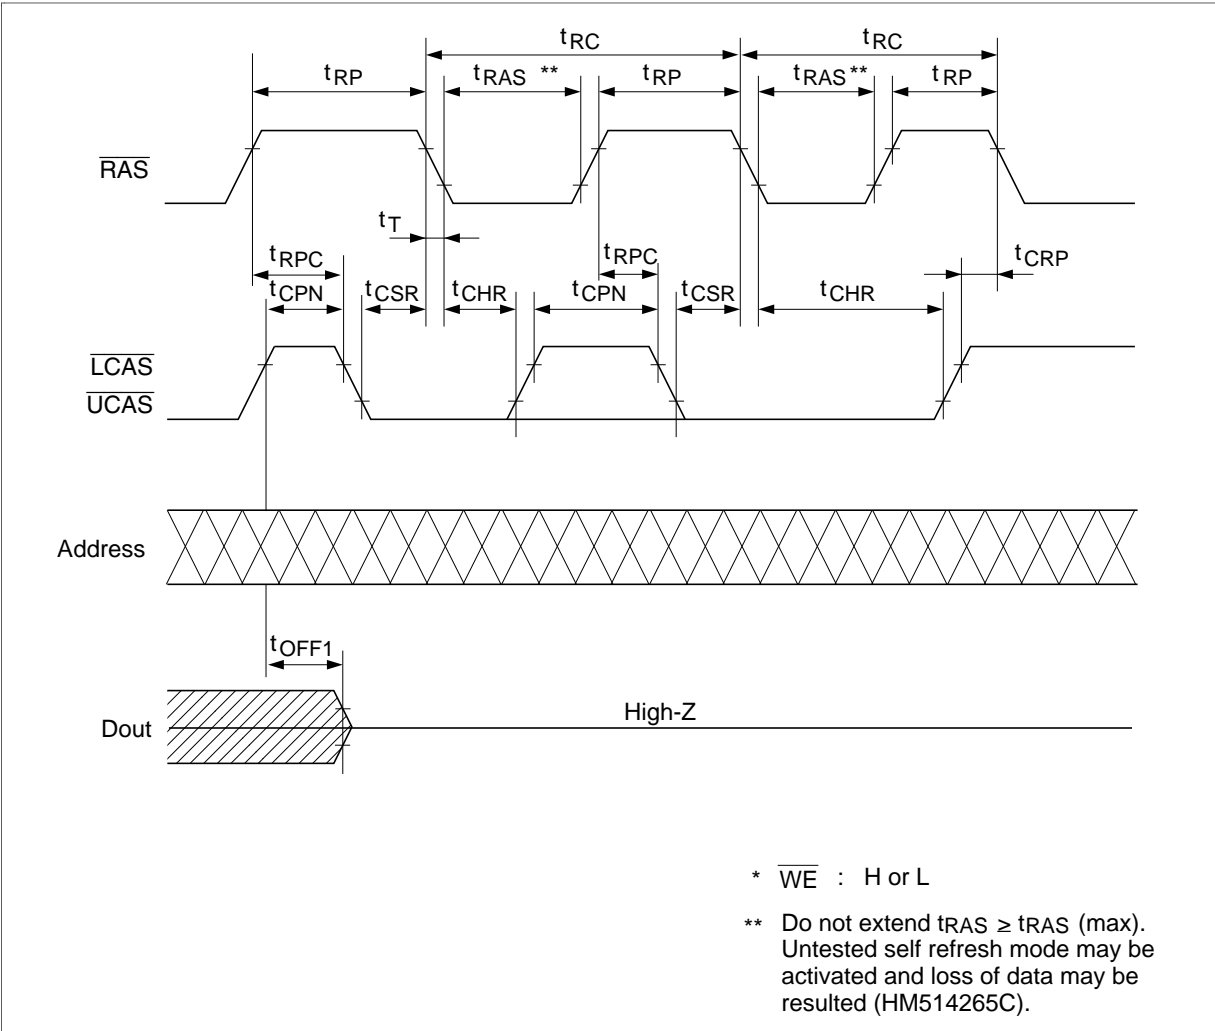 tRC tRC
tRP tRAS ** tRP tRAS** tRP
RAS
tT
tRPC tRPC tCRP
tCPN tCSR tCHR tCPN tCSR tCHR
LCAS
UCAS
Address
tOFF1
High-Z
Dout
* WE : H or L
** Do not extend tRAS ≥ tRAS (max).
Untested self refresh mode may be
activated and loss of data may be
resulted (HM514265C).